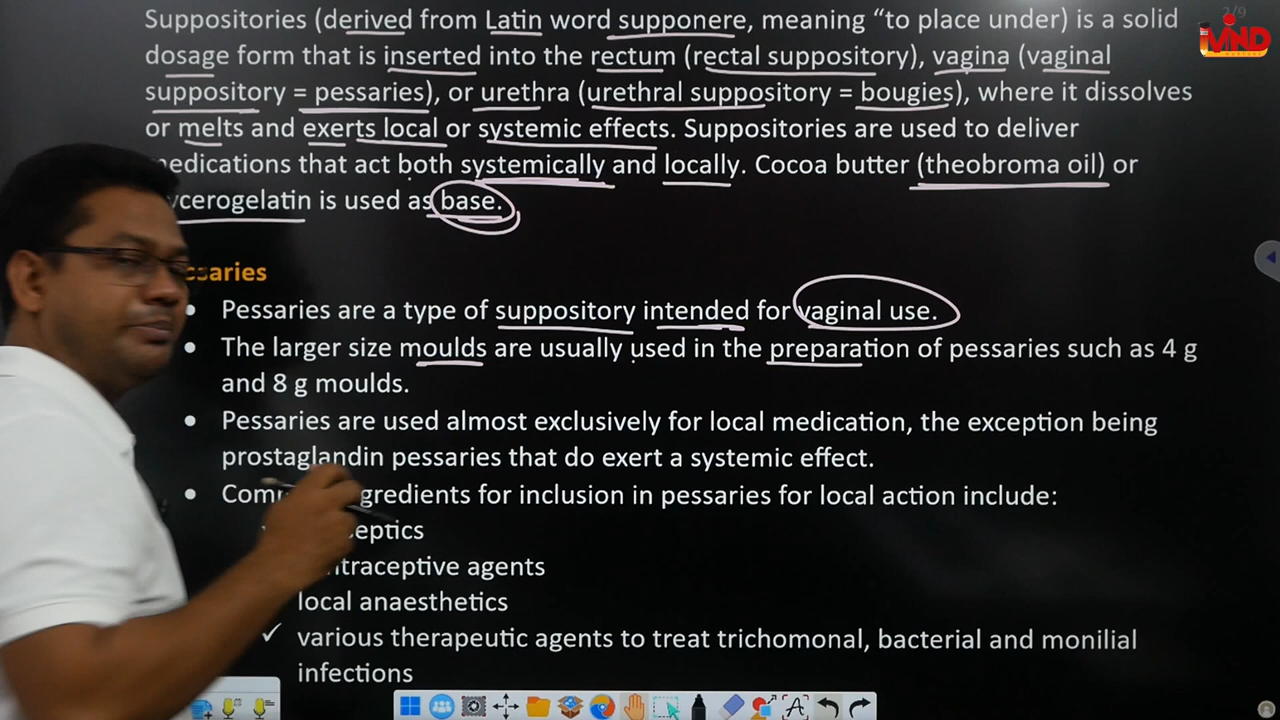 Suppositories (derived from Latin word supponere, meaning “to place under) is a solid
dosage form that is inserted into the rectum (rectal suppository), vagina (vaginal
suppository = pessaries), or urethra (urethral suppository = bougies), where it dissolves
or melts and exerts local or systemic effects. Suppositories are used to deliver
medications that act both systemically and locally. Cocoa butter (theobroma oil) or
is used as base.
2/9
Pessaries are a type of suppository intended for vaginal use.
The larger size moulds are usually used in the preparation of pessaries such as 4 g
and 8 g moulds.
Pessaries are used almost exclusively for local medication, the exception being
prostaglandin pessaries that do exert a systemic effect.
for inclusion in pessaries for local action include:
agents
local anaesthetics
✓ various therapeutic agents to treat trichomonal, bacterial and monilial
infections